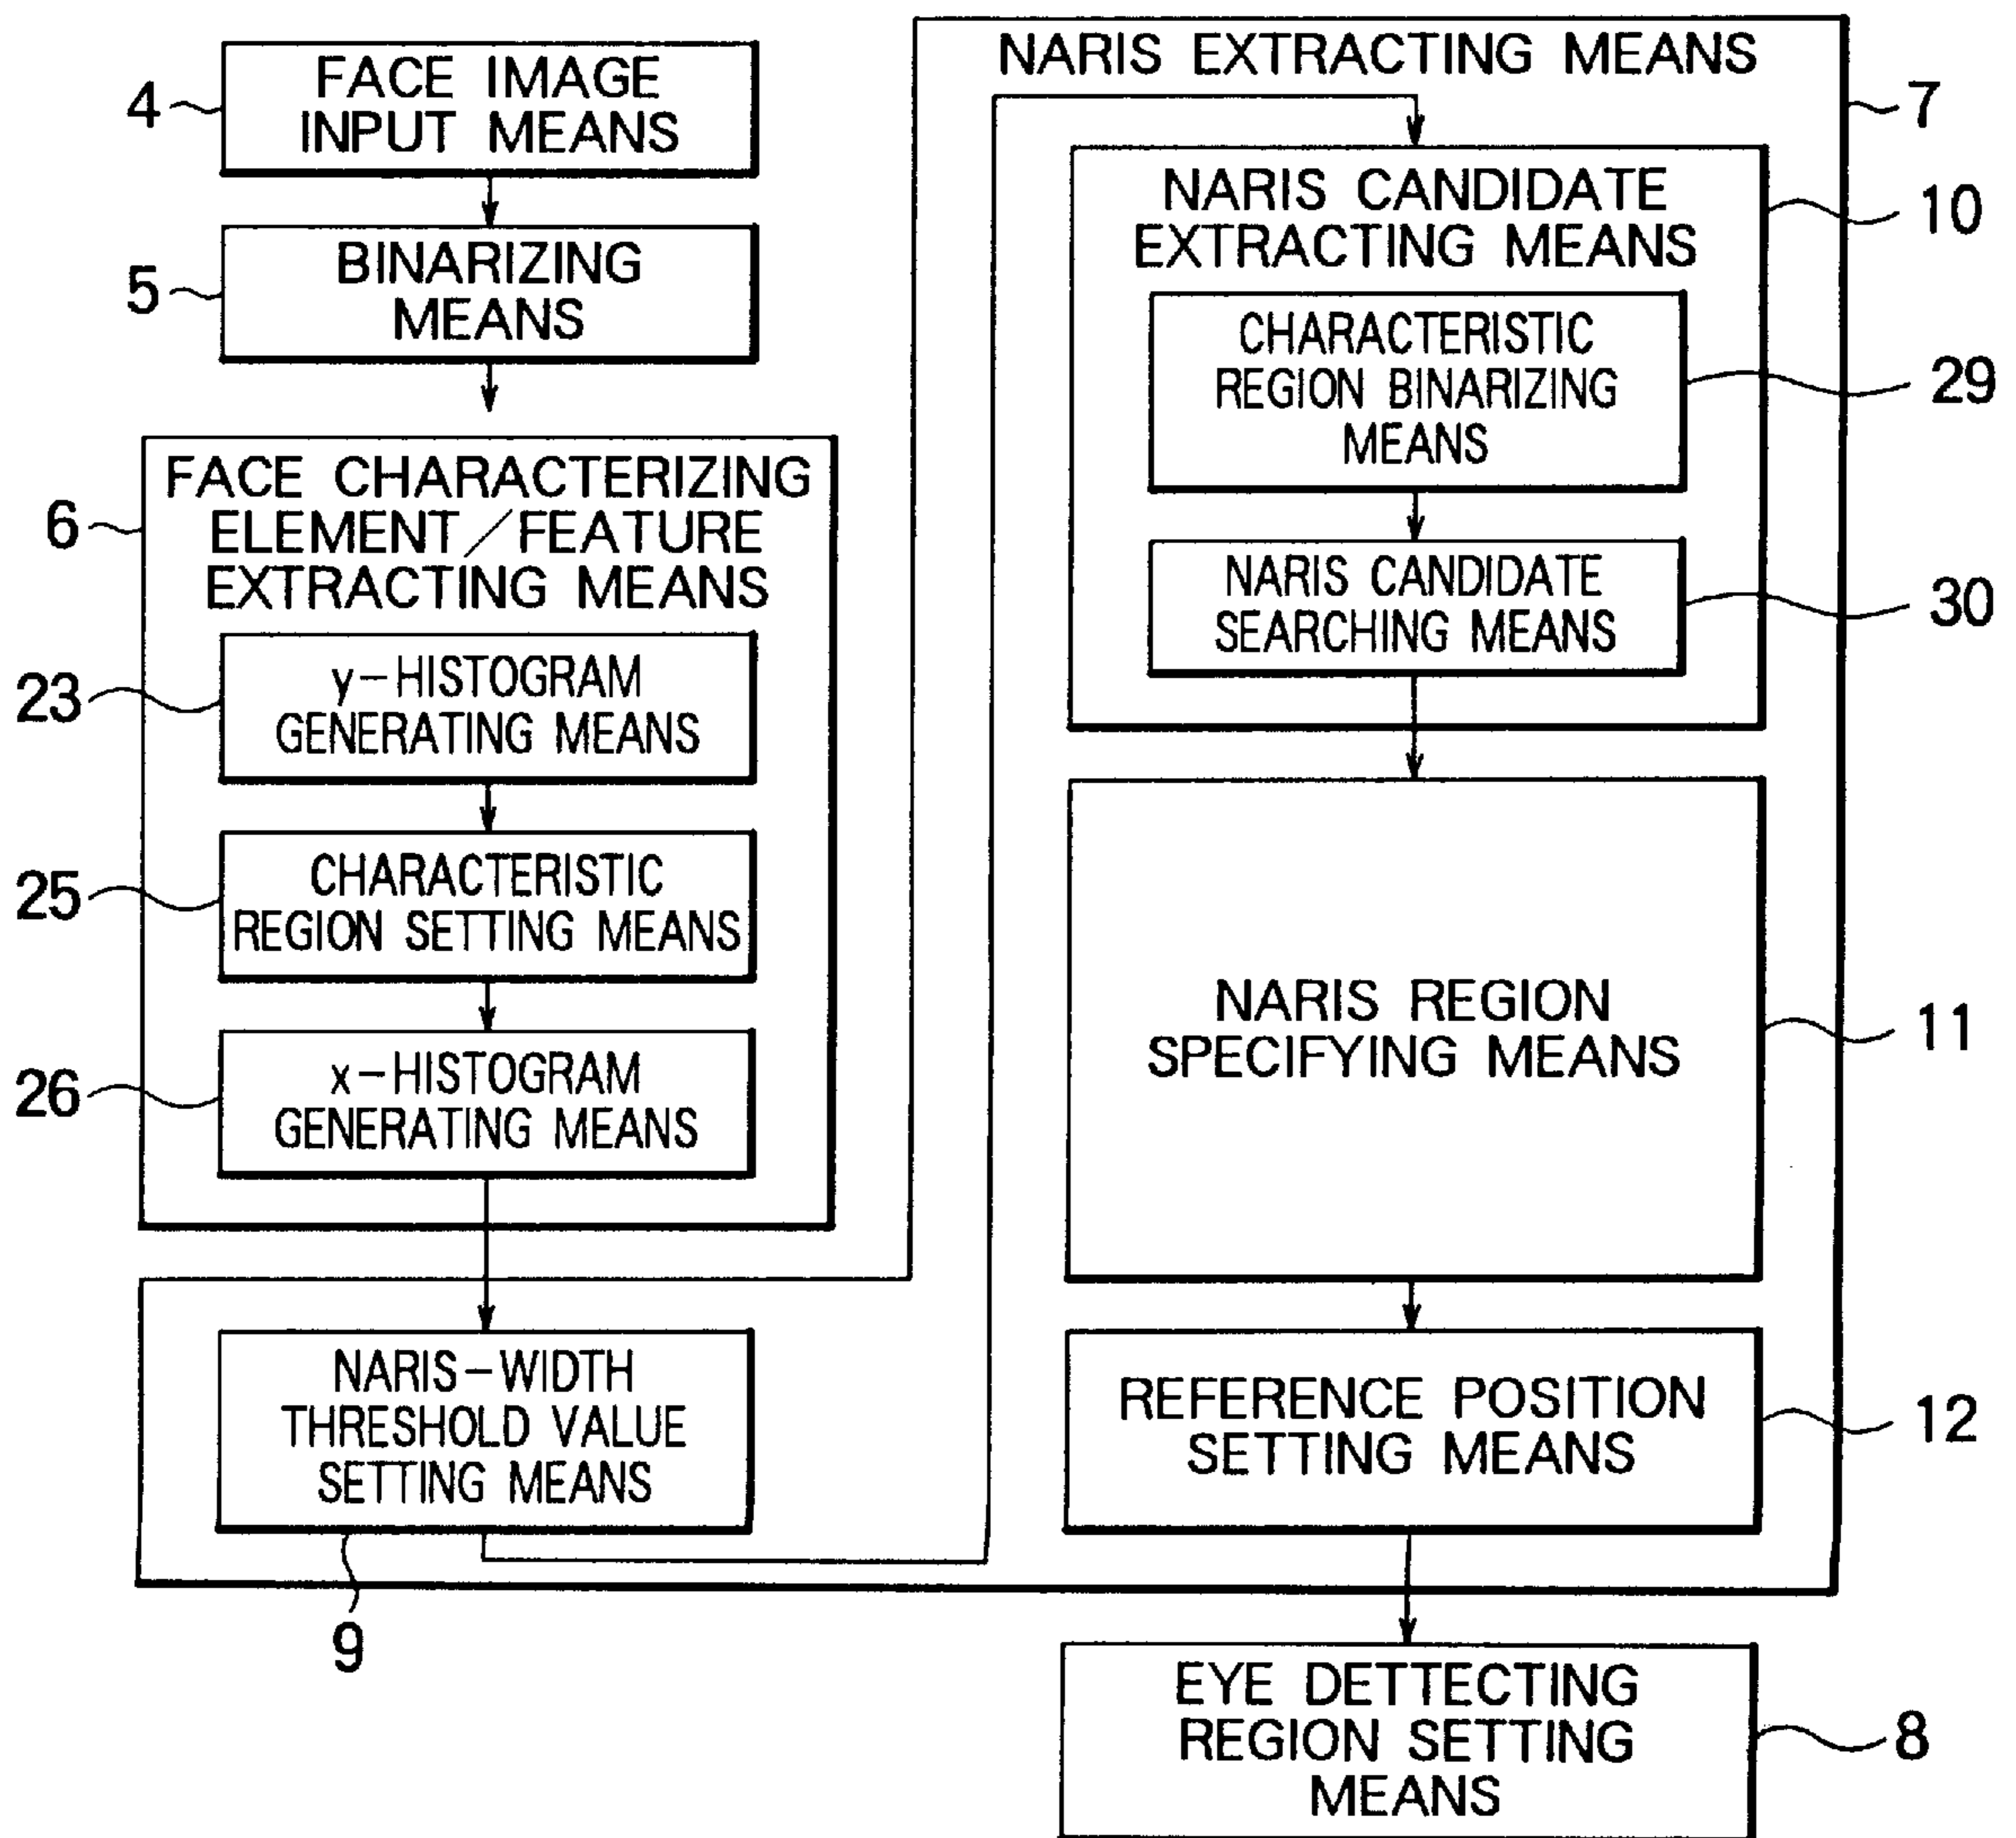 FACE IMAGE
INPUT MEANS
4
BINARIZING
MEANS
5
FACE CHARACTERIZING
ELEMENT/FEATURE
EXTRACTING MEANS
6
y-HISTOGRAM
GENERATING MEANS
23
CHARACTERISTIC
REGION SETTING MEANS
25
x-HISTOGRAM
GENERATING MEANS
26
NARIS-WIDTH
THRESHOLD VALUE
SETTING MEANS
9
NARIS EXTRACTING MEANS
7
NARIS CANDIDATE
EXTRACTING MEANS
10
CHARACTERISTIC
REGION BINARIZING
MEANS
29
NARIS CANDIDATE
SEARCHING MEANS
30
NARIS REGION
SPECIFYING MEANS
11
REFERENCE POSITION
SETTING MEANS
12
EYE DETTECTING
REGION SETTING
MEANS
8